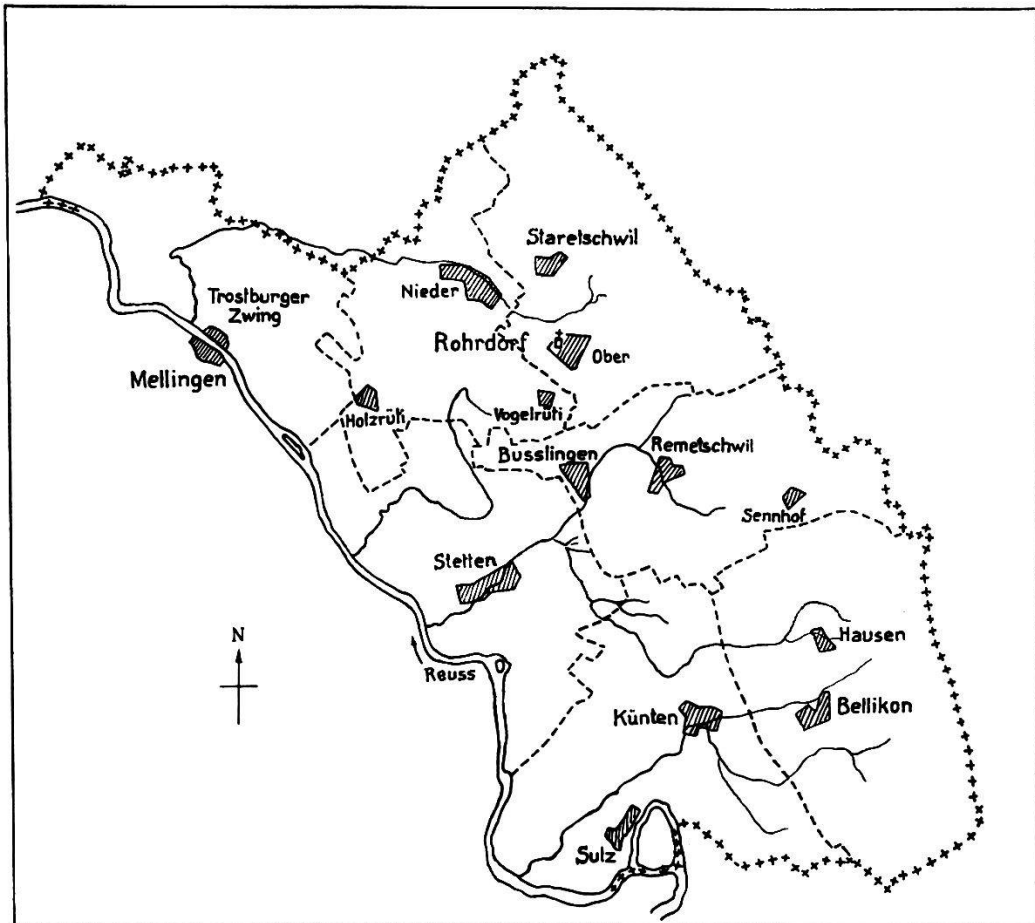 Staretschwil
Nieder
Trostburger
Zwing
Rohrdorf
Ober
Mellingen
Holzrüti
Vogelrüti
Busslingen
Remetschwil
Sennhof
Stetten
N
Hausen
Reuss
Künten
Bellikon
Sulz